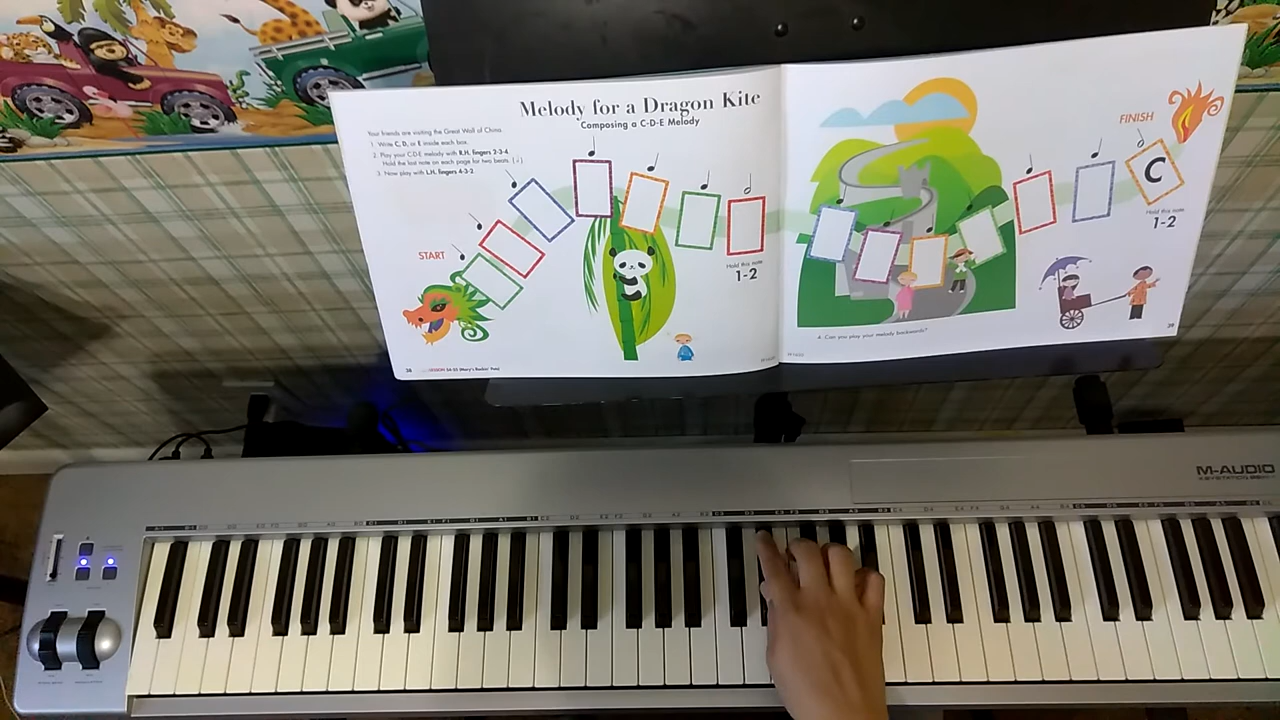 Melody for a Dragon Kite
Composing a C-D-E Melody
Your friends are visiting the Great Wall of China.
1. Write C, D, or E inside each box.
2. Play your C-D-E melody with R.H. fingers 2-3-4.
Hold the last note on each page for two beats.
3. Now play with L.H. fingers 4-3-2.
START
Hold this note
1-2
38
LESSON
FINISH
C
Hold this note
1-2
4. Can you play your melody backwards?
39
M-AUDIO